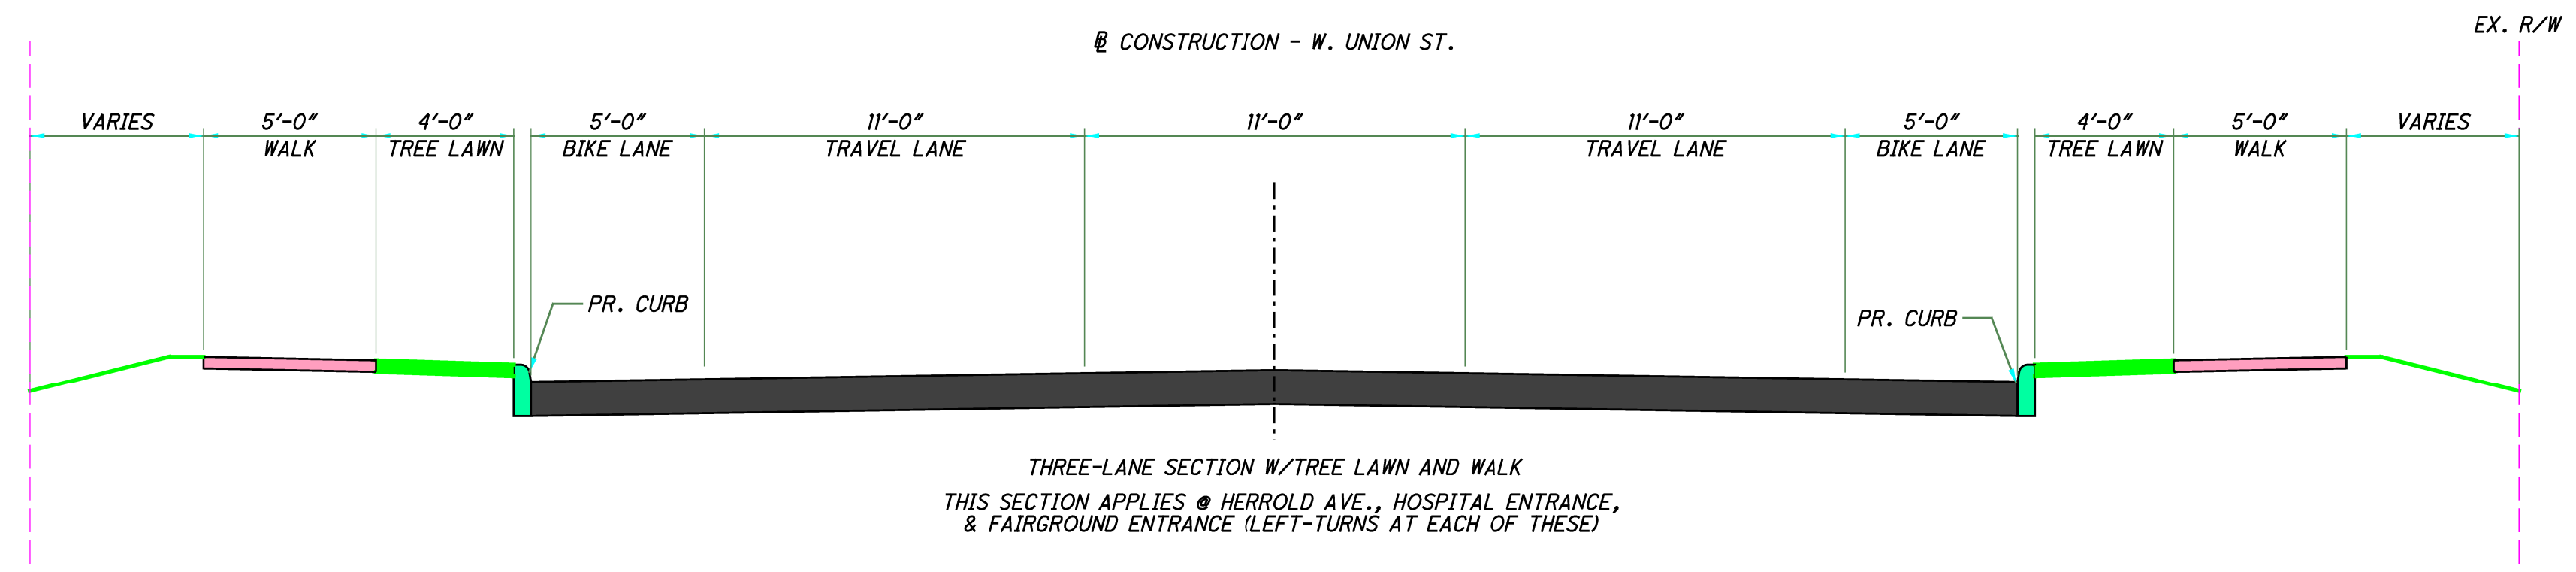 EX. R/W
℄ CONSTRUCTION - W. UNION ST.
VARIES 5'-0" 4'-0" 5'-0" 11'-0" 11'-0" 11'-0" 5'-0" 4'-0" 5'-0" VARIES
WALK TREE LAWN BIKE LANE TRAVEL LANE TRAVEL LANE BIKE LANE TREE LAWN WALK
PR. CURB
PR. CURB
THREE-LANE SECTION W/TREE LAWN AND WALK
THIS SECTION APPLIES @ HERROLD AVE., HOSPITAL ENTRANCE,
& FAIRGROUND ENTRANCE (LEFT-TURNS AT EACH OF THESE)